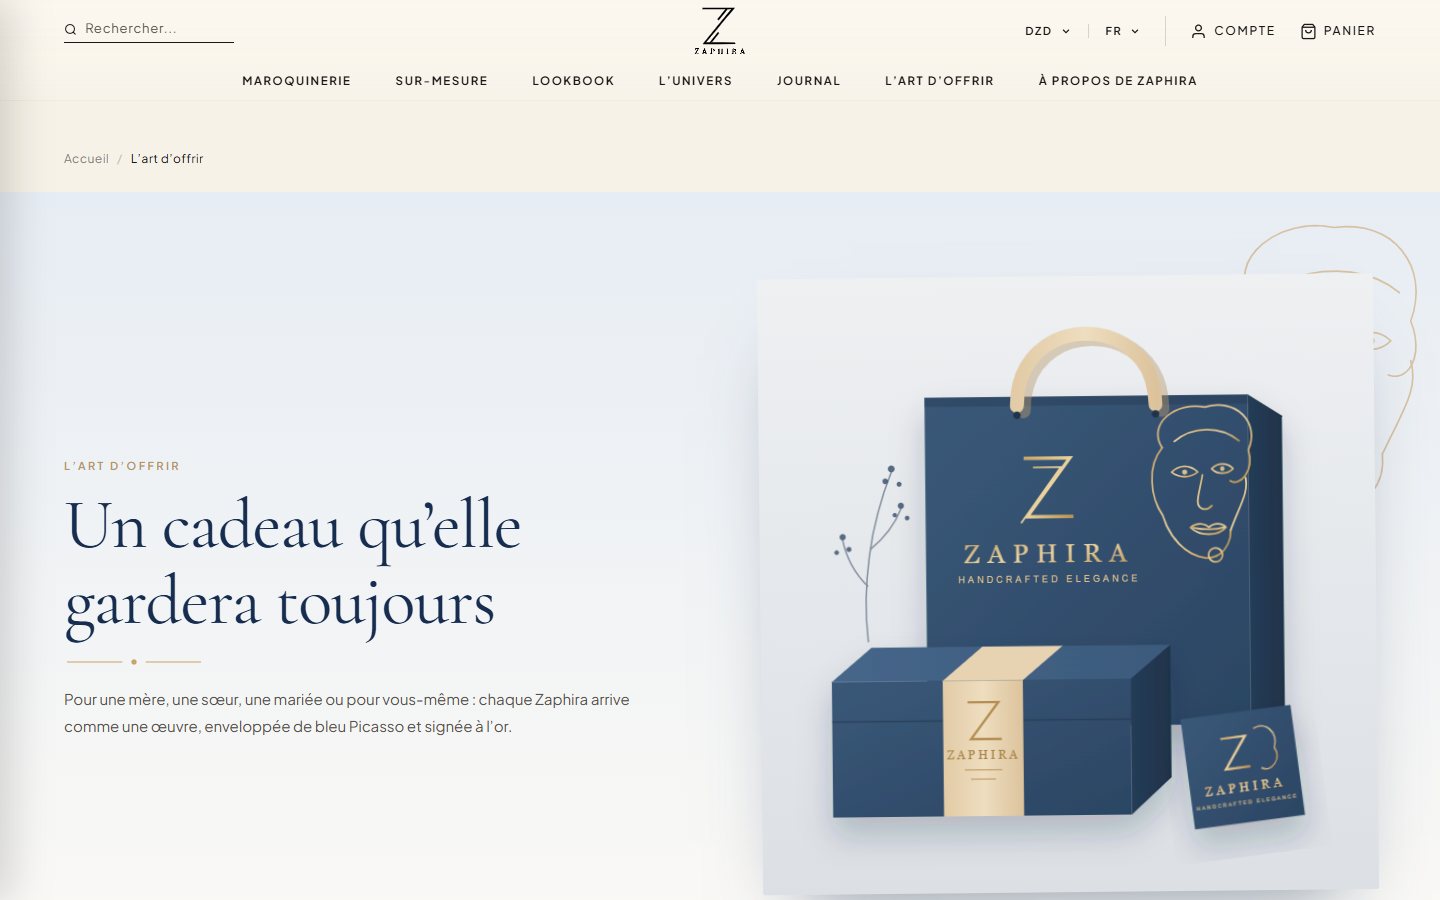 Rechercher...
ZAPHIRA
DZD
FR
COMPTE
PANIER
MAROQUINERIE
SUR-MESURE
LOOKBOOK
L’UNIVERS
JOURNAL
L’ART D’OFFRIR
À PROPOS DE ZAPHIRA
Accueil / L’art d’offrir
L’ART D’OFFRIR
Un cadeau qu’elle
gardera toujours
Pour une mère, une sœur, une mariée ou pour vous-même : chaque Zaphira arrive
comme une œuvre, enveloppée de bleu Picasso et signée à l’or.
Z
ZAPHIRA
HANDCRAFTED ELEGANCE
Z
ZAPHIRA
Z
ZAPHIRA
HANDCRAFTED ELEGANCE